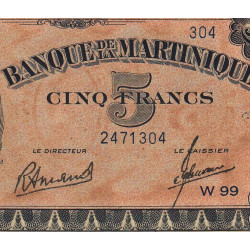 304
BANQUE DE LA MARTINIQUE
5
CINQ FRANCS
2471304
LE DIRECTEUR LE CAISSIER
W 99